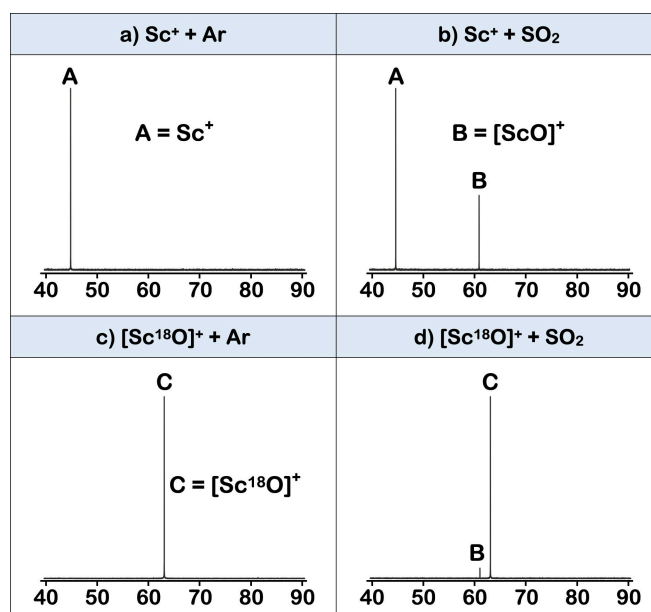 a) Sc⁺ + Ar
b) Sc⁺ + SO₂
A
A = Sc⁺
40 50 60 70 80 90
A
B = [ScO]⁺
B
40 50 60 70 80 90
c) [Sc¹⁸O]⁺ + Ar
d) [Sc¹⁸O]⁺ + SO₂
C
C = [Sc¹⁸O]⁺
40 50 60 70 80 90
C
B
40 50 60 70 80 90